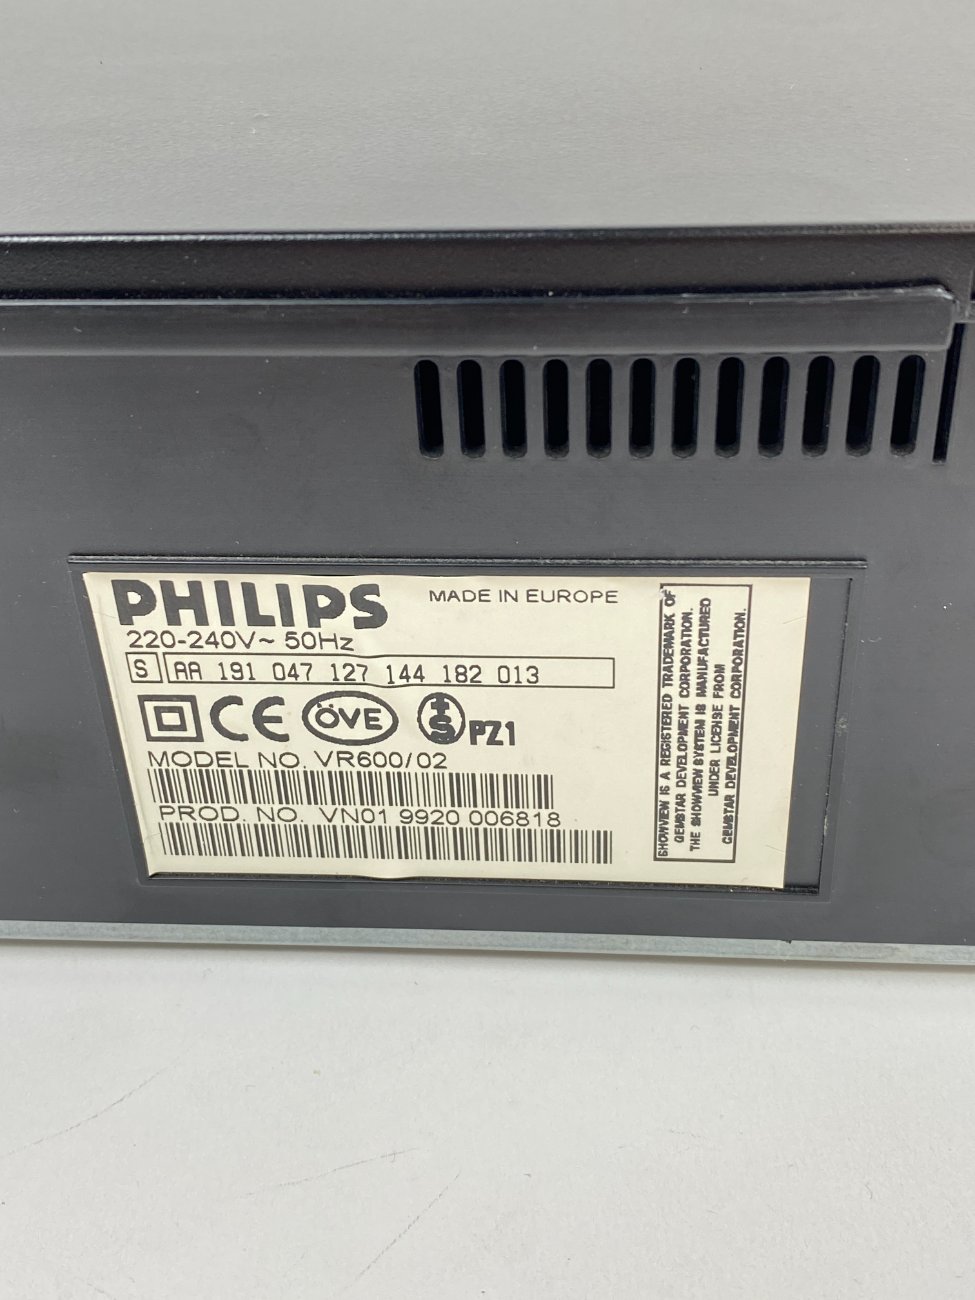 PHILIPS
MADE IN EUROPE
220-240V~ 50Hz
S AA 191 047 127 144 182 013
CE ÖVE +S PZ1
MODEL NO. VR600/02
PROD. NO. VN01 9920 006818
SHOWVIEW IS A REGISTERED TRADEMARK OF
GEMSTAR DEVELOPMENT CORPORATION.
THE SHOWVIEW SYSTEM IS MANUFACTURED
UNDER LICENSE FROM
GEMSTAR DEVELOPMENT CORPORATION.